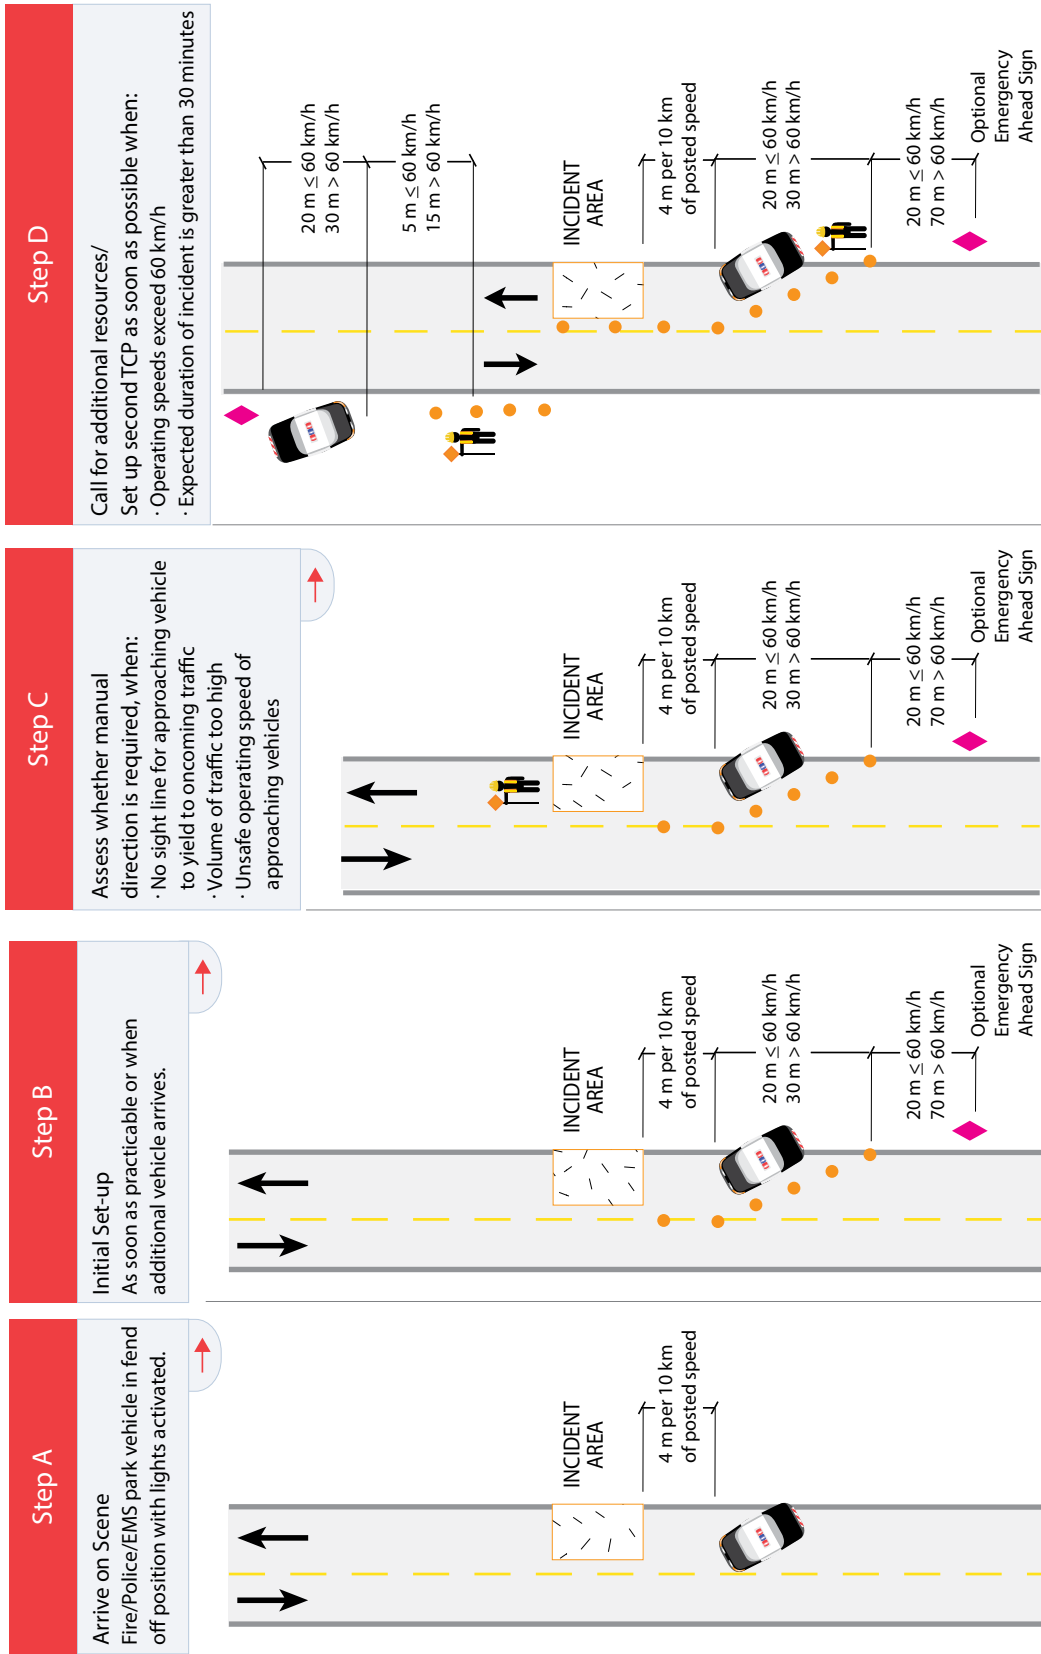 Step A
Arrive on Scene
Fire/Police/EMS park vehicle in fend
off position with lights activated.
INCIDENT
AREA
4 m per 10 km
of posted speed
Step B
Initial Set-up
As soon as practicable or when
additional vehicle arrives.
INCIDENT
AREA
4 m per 10 km
of posted speed
20 m ≤ 60 km/h
30 m > 60 km/h
20 m ≤ 60 km/h
70 m > 60 km/h
Optional
Emergency
Ahead Sign
Step C
Assess whether manual
direction is required, when:
· No sight line for approaching vehicle
to yield to oncoming traffic
· Volume of traffic too high
· Unsafe operating speed of
approaching vehicles
INCIDENT
AREA
4 m per 10 km
of posted speed
20 m ≤ 60 km/h
30 m > 60 km/h
20 m ≤ 60 km/h
70 m > 60 km/h
Optional
Emergency
Ahead Sign
Step D
Call for additional resources/
Set up second TCP as soon as possible when:
· Operating speeds exceed 60 km/h
· Expected duration of incident is greater than 30 minutes
20 m ≤ 60 km/h
30 m > 60 km/h
5 m ≤ 60 km/h
15 m > 60 km/h
INCIDENT
AREA
4 m per 10 km
of posted speed
20 m ≤ 60 km/h
30 m > 60 km/h
20 m ≤ 60 km/h
70 m > 60 km/h
Optional
Emergency
Ahead Sign